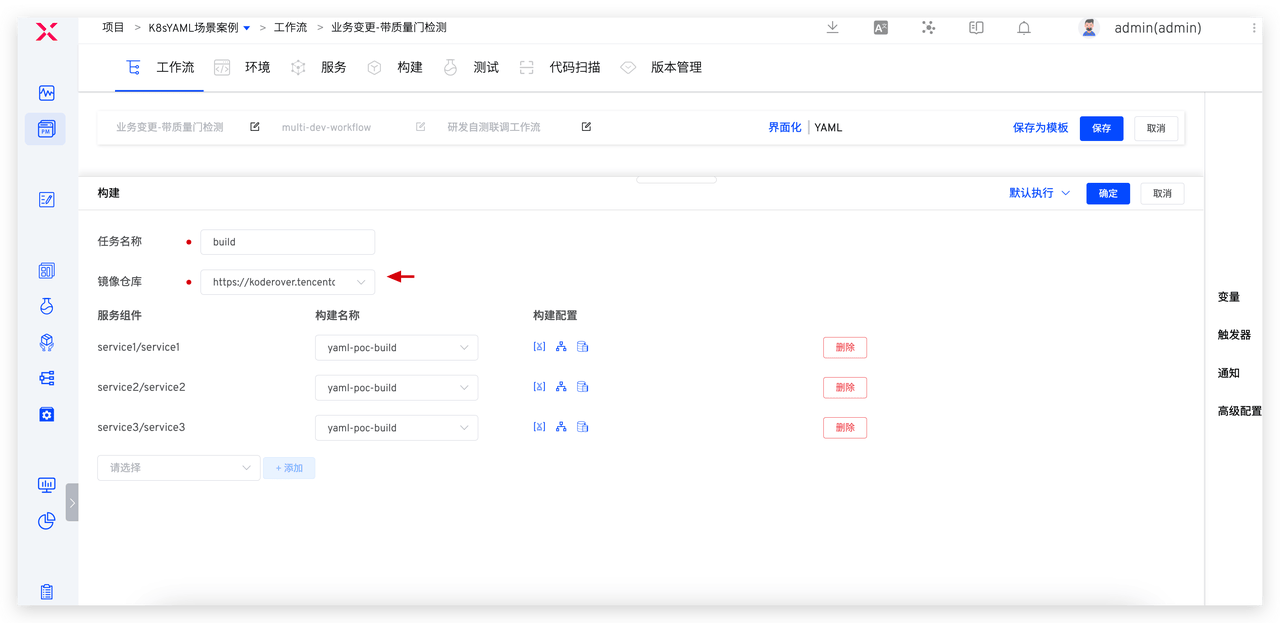 项目 > K8sYAML场景案例 > 工作流 > 业务变更-带质量门检测
admin(admin)
工作流 环境 服务 构建 测试 代码扫描 版本管理
业务变更-带质量门检测 multi-dev-workflow 研发自测联调工作流 界面化 | YAML 保存为模板 保存 取消
构建 默认执行 确定 取消
任务名称 build
镜像仓库 https://koderover.tencentc
服务组件 构建名称 构建配置
service1/service1 yaml-poc-build 删除
service2/service2 yaml-poc-build 删除
service3/service3 yaml-poc-build 删除
请选择 + 添加
变量
触发器
通知
高级配置